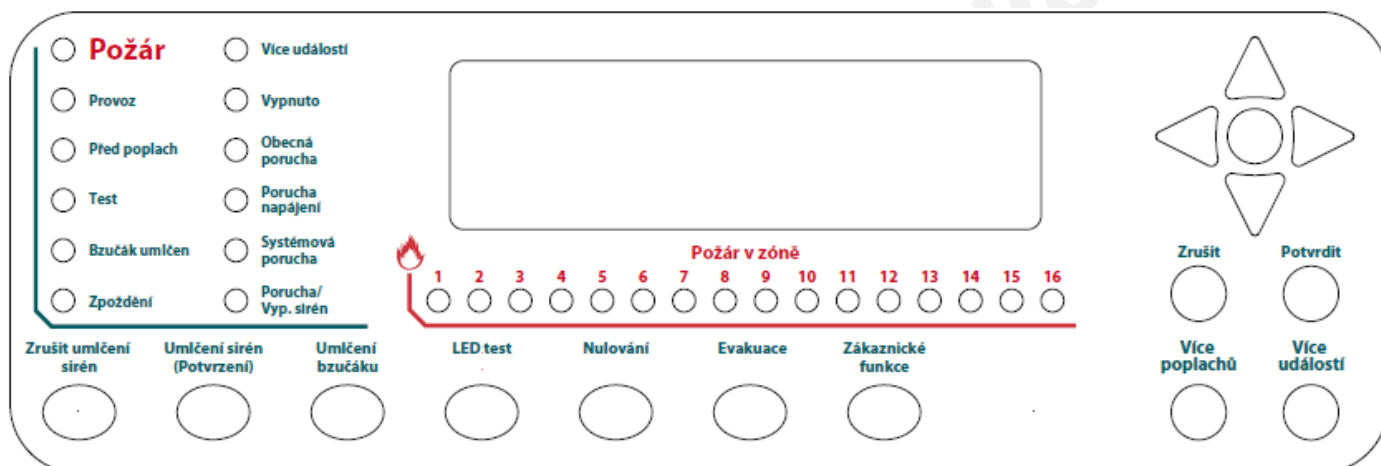 Požár
Provoz
Před poplach
Test
Bzučák umlčen
Zpoždění
Více událostí
Vypnuto
Obecná
porucha
Porucha
napájení
Systémová
porucha
Porucha/
Vyp. sirén
Požár v zóně
1 2 3 4 5 6 7 8 9 10 11 12 13 14 15 16
Zrušit
Potvrdit
Více
poplachů
Více
událostí
Zrušit umlčení
sirén
Umlčení sirén
(Potvrzení)
Umlčení
bzučáku
LED test
Nulování
Evakuace
Zákaznické
funkce